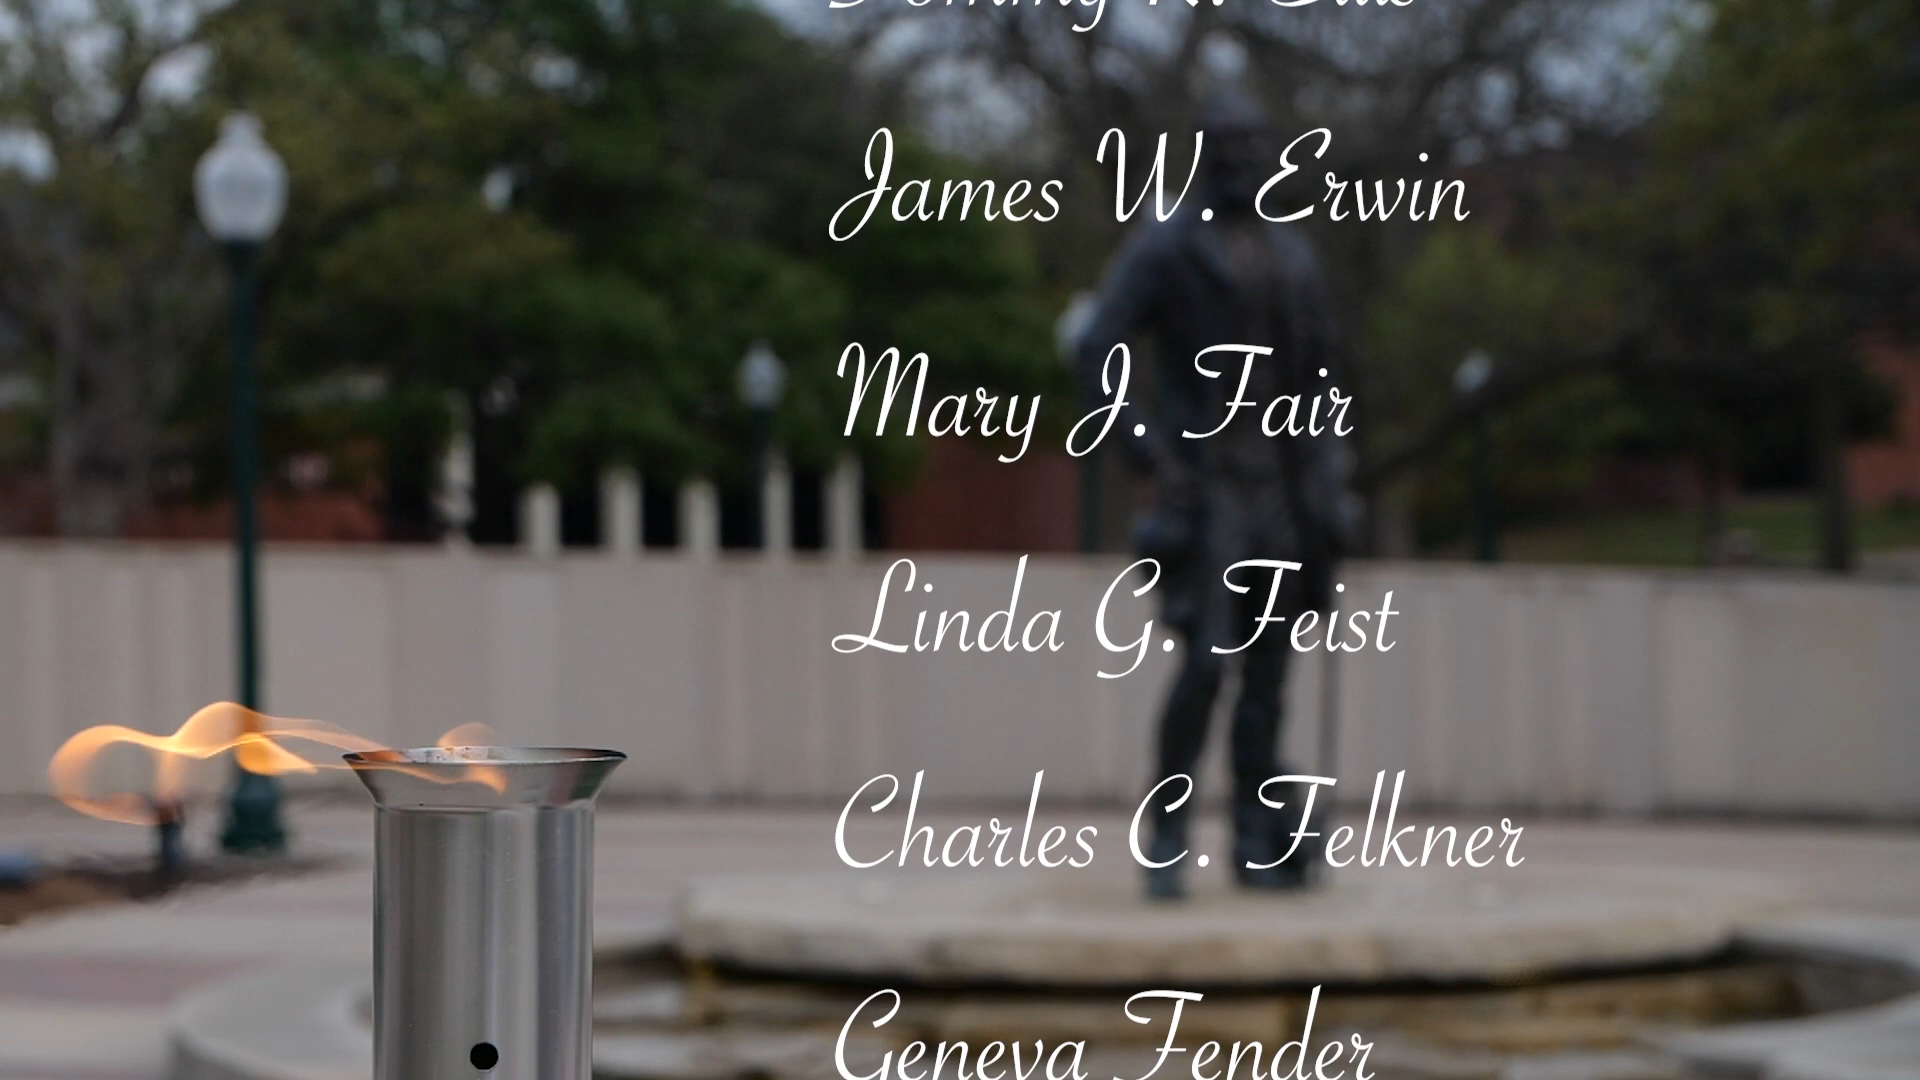 James W. Erwin
Mary J. Fair
Linda G. Feist
Charles C. Felkner
Geneva Fender